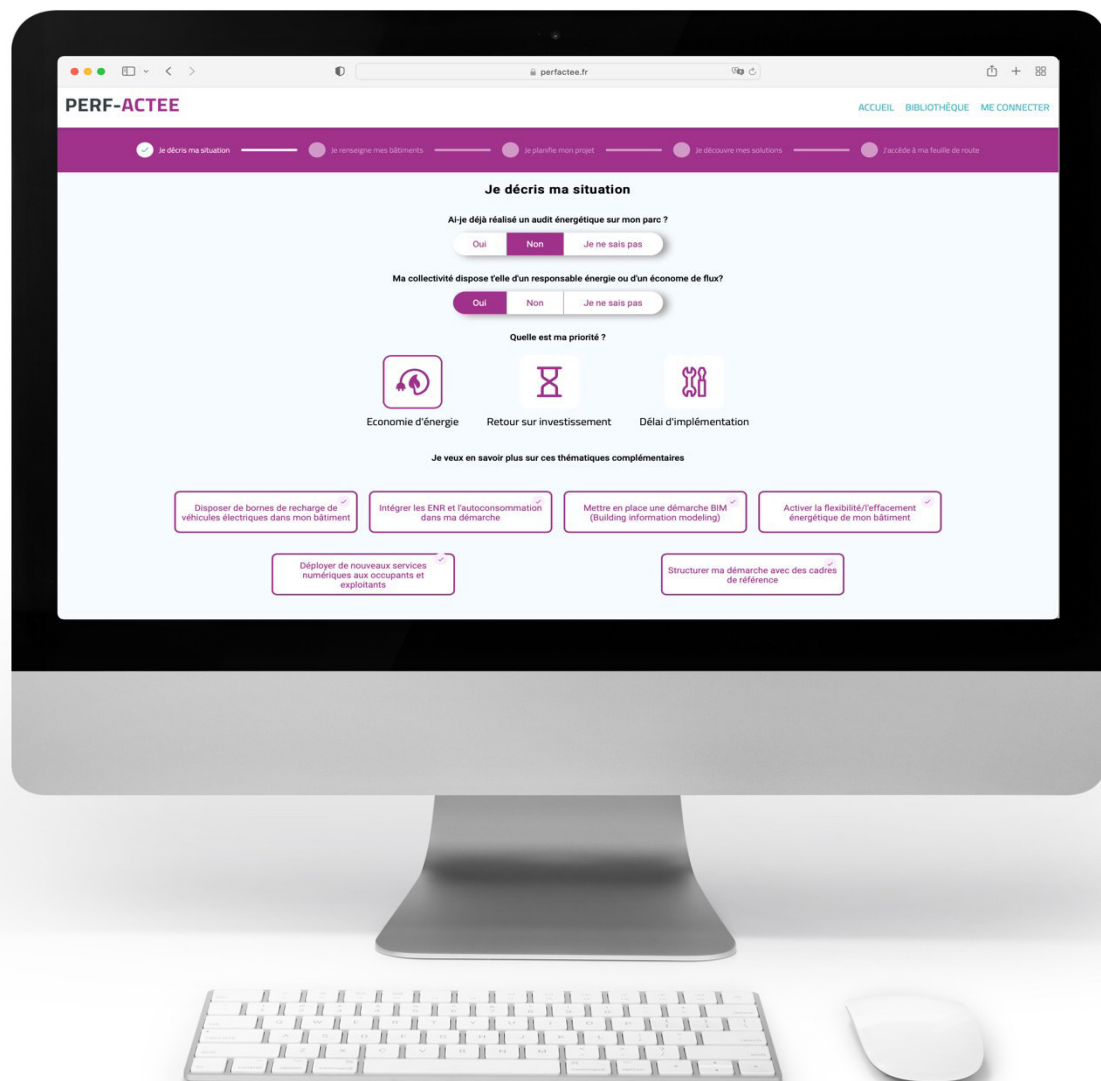 perfactee.fr
PERF-ACTEE
ACCUEIL BIBLIOTHÈQUE ME CONNECTER
Je décris ma situation
Je renseigne mes bâtiments
Je planifie mon projet
Je découvre mes solutions
J'accède à ma feuille de route
Je décris ma situation
Ai-je déjà réalisé un audit énergétique sur mon parc ?
Oui Non Je ne sais pas
Ma collectivité dispose t'elle d'un responsable énergie ou d'un économe de flux?
Oui Non Je ne sais pas
Quelle est ma priorité ?
Economie d'énergie
Retour sur investissement
Délai d'implémentation
Je veux en savoir plus sur ces thématiques complémentaires
Disposer de bornes de recharge de
véhicules électriques dans mon bâtiment
Intégrer les ENR et l'autoconsommation
dans ma démarche
Mettre en place une démarche BIM
(Building information modeling)
Activer la flexibilité/l'effacement
énergétique de mon bâtiment
Déployer de nouveaux services
numériques aux occupants et
exploitants
Structurer ma démarche avec des cadres
de référence